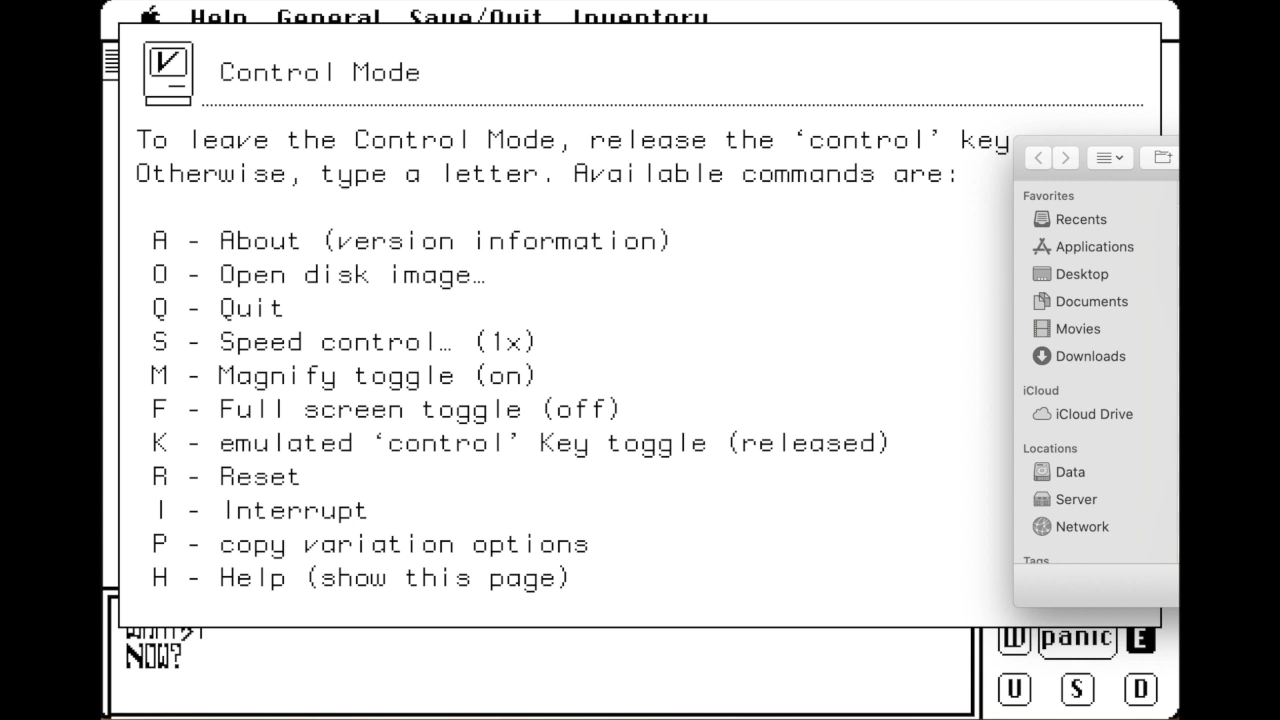 Help General Save/Quit Inventory
Control Mode
To leave the Control Mode, release the ‘control’ key
Otherwise, type a letter. Available commands are:
A - About (version information)
O - Open disk image…
Q - Quit
S - Speed control… (1x)
M - Magnify toggle (on)
F - Full screen toggle (off)
K - emulated ‘control’ Key toggle (released)
R - Reset
I - Interrupt
P - copy variation options
H - Help (show this page)
Favorites
Recents
Applications
Desktop
Documents
Movies
Downloads
iCloud
iCloud Drive
Locations
Data
Server
Network
Tags
NOW?
W panic E
U S D